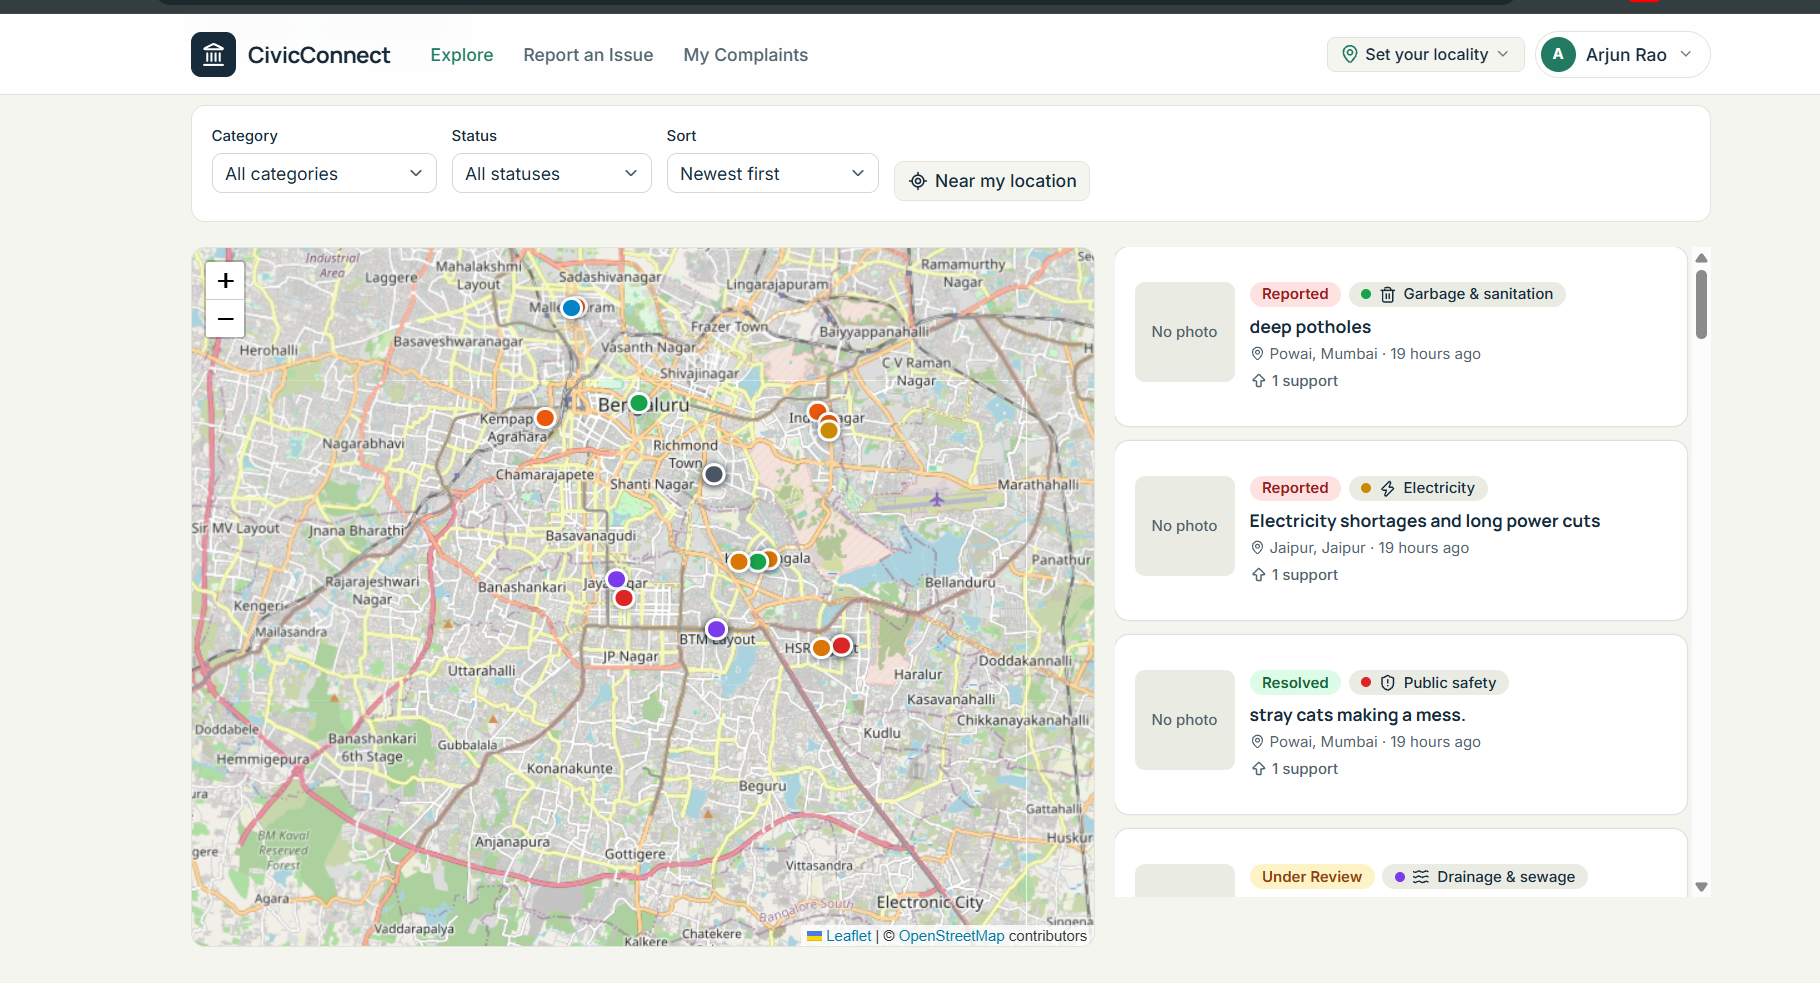 CivicConnect
Explore
Report an Issue
My Complaints
Set your locality
A
Arjun Rao
Category
Status
Sort
All categories
All statuses
Newest first
Near my location
+
−
Industrial
Area
Laggere
Mahalakshmi
Layout
Sadashivanagar
Lingarajapuram
Ramamurthy
Nagar
Herohalli
Basaveshwaranagar
Vasanth Nagar
Frazer Town
Baiyyappanahalli
Shivajinagar
C V Raman
Nagar
Nagarabhavi
Agrahara
Richmond
Town
Chamarajapete
Shanti Nagar
Marathahalli
Sir MV Layout
Jnana Bharathi
Basavanagudi
Panathur
Rajarajeshwari
Nagar
Banashankari
Bellanduru
Kengeri
Mailasandra
BTM Layout
Uttarahalli
JP Nagar
Haralur
Doddakannalli
Kasavanahalli
Chikkanayakanahalli
Doddabele
Hemmigepura
Banashankari
6th Stage
Gubbalala
Kudlu
Konanakunte
Beguru
Gattahalli
BM Kaval
Reserved
Forest
Anjanapura
Gottigere
Vittasandra
Agara
Bangalore South
Electronic City
Vaddarapalya
Chatekere
Kalkere
Leaflet | © OpenStreetMap contributors
No photo
Reported
Garbage & sanitation
deep potholes
Powai, Mumbai · 19 hours ago
1 support
No photo
Reported
Electricity
Electricity shortages and long power cuts
Jaipur, Jaipur · 19 hours ago
1 support
No photo
Resolved
Public safety
stray cats making a mess.
Powai, Mumbai · 19 hours ago
1 support
Under Review
Drainage & sewage